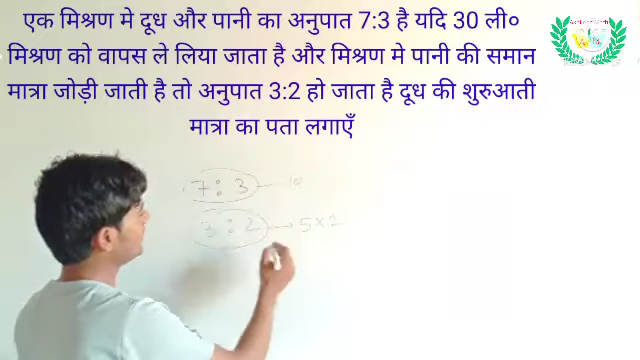 एक मिश्रण मे दूध और पानी का अनुपात 7:3 है यदि 30 ली०
मिश्रण को वापस ले लिया जाता है और मिश्रण मे पानी की समान
मात्रा जोड़ी जाती है तो अनुपात 3:2 हो जाता है दूध की शुरुआती
मात्रा का पता लगाएँ
7:3 — 10
3:2 → 5×2